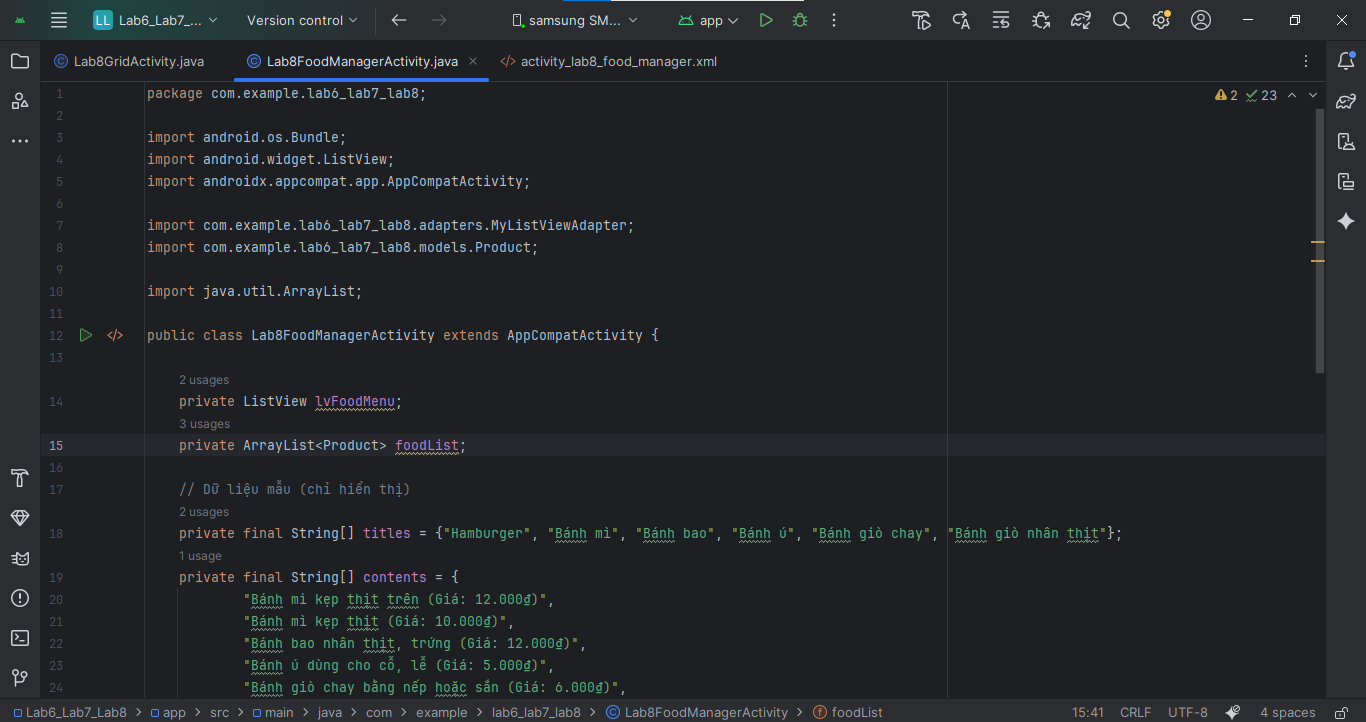 LL Lab6_Lab7_... Version control samsung SM... app
Lab8GridActivity.java Lab8FoodManagerActivity.java activity_lab8_food_manager.xml
1 package com.example.lab6_lab7_lab8; 2 23
2
3 import android.os.Bundle;
4 import android.widget.ListView;
5 import androidx.appcompat.app.AppCompatActivity;
6
7 import com.example.lab6_lab7_lab8.adapters.MyListViewAdapter;
8 import com.example.lab6_lab7_lab8.models.Product;
9
10 import java.util.ArrayList;
11
12 public class Lab8FoodManagerActivity extends AppCompatActivity {
13
2 usages
14 private ListView lvFoodMenu;
3 usages
15 private ArrayList<Product> foodList;
16
17 // Dữ liệu mẫu (chỉ hiển thị)
2 usages
18 private final String[] titles = {"Hamburger", "Bánh mì", "Bánh bao", "Bánh ú", "Bánh giò chay", "Bánh giò nhân thịt"};
1 usage
19 private final String[] contents = {
20 "Bánh mì kẹp thịt trên (Giá: 12.000₫)",
21 "Bánh mì kẹp thịt (Giá: 10.000₫)",
22 "Bánh bao nhân thịt, trứng (Giá: 12.000₫)",
23 "Bánh ú dùng cho cỗ, lễ (Giá: 5.000₫)",
24 "Bánh giò chay bằng nếp hoặc sắn (Giá: 6.000₫)",
Lab6_Lab7_Lab8 > app > src > main > java > com > example > lab6_lab7_lab8 > Lab8FoodManagerActivity > foodList 15:41 CRLF UTF-8 4 spaces